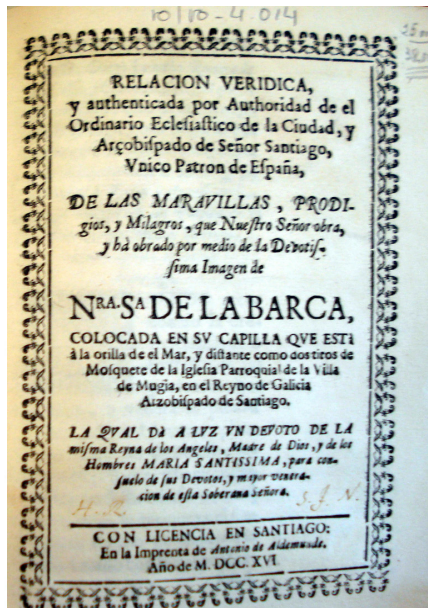 10/10-4.014
RELACION VERIDICA,
y authenticada por Authoridad de el
Ordinario Eclesiaſtico de la Ciudad, y
Arçobiſpado de Señor Santiago,
Vnico Patron de Eſpaña,
DE LAS MARAVILLAS, PRODI-
gios, y Milagros, que Nueſtro Señor obra,
y hà obrado por medio de la Devotiſ-
ſima Imagen de
NRA. Sᴬ DE LA BARCA,
COLOCADA EN SV CAPILLA QVE ESTà
à la orilla de el Mar, y diſtante como dos tiros de
Moſquete de la Igleſia Parroquial de la Villa
de Mugia, en el Reyno de Galicia
Arzobiſpado de Santiago.
LA QVAL Dà A LVZ VN DEVOTO DE LA
miſma Reyna de los Angeles, Madre de Dios, y de los
Hombres MARIA SANTISSIMA, para con-
ſuelo de ſus Devotos, y mayor venera-
cion de eſta Soberana Señora.
S. J. N.
CON LICENCIA EN SANTIAGO:
En la Imprenta de Antonio de Aldemunde.
Año de M. DCC. XVI.